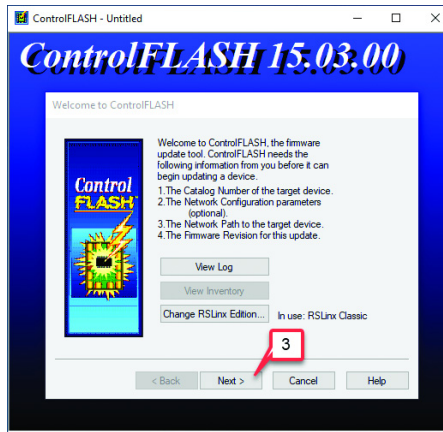 ControlFLASH - Untitled
ControlFLASH 15.03.00
Welcome to ControlFLASH
Welcome to ControlFLASH, the firmware
update tool. ControlFLASH needs the
following information from you before it can
begin updating a device.
1.The Catalog Number of the target device.
2.The Network Configuration parameters
(optional).
3.The Network Path to the target device.
4.The Firmware Revision for this update.
Control
FLASH
View Log
View Inventory
Change RSLinx Edition...
In use: RSLinx Classic
3
< Back
Next >
Cancel
Help